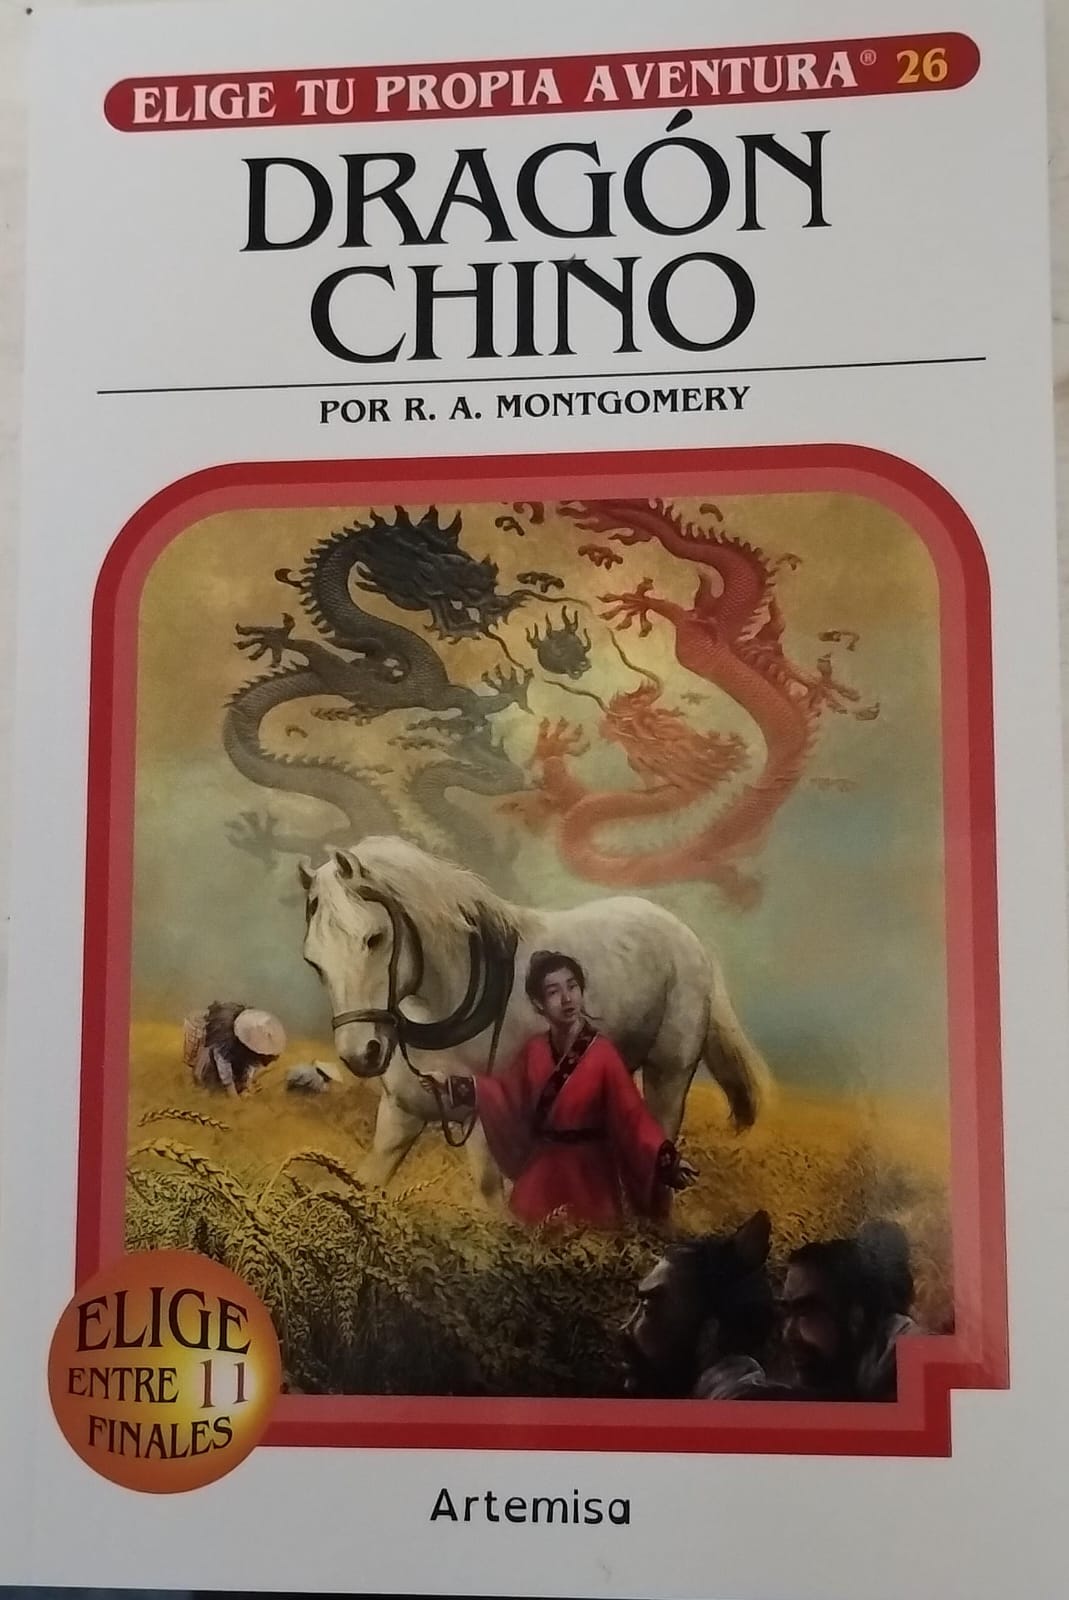 ELIGE TU PROPIA AVENTURA® 26
DRAGÓN
CHINO
POR R. A. MONTGOMERY
ELIGE
ENTRE 11
FINALES
Artemisa